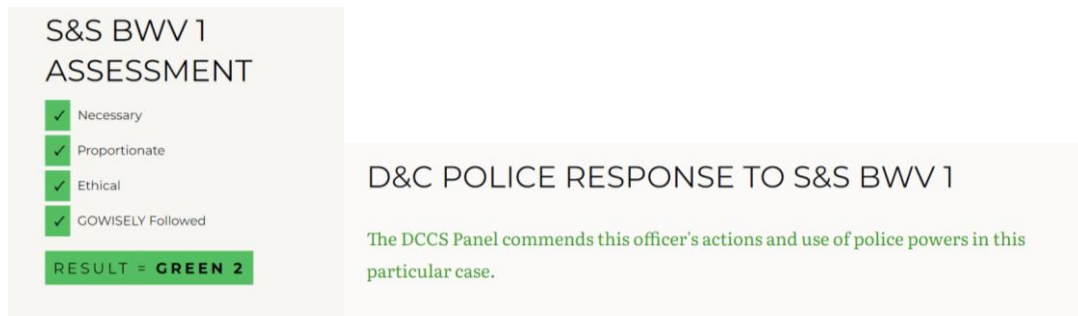 S&S BWV 1
ASSESSMENT
✓ Necessary
✓ Proportionate
✓ Ethical
✓ GOWISELY Followed
RESULT = GREEN 2
D&C POLICE RESPONSE TO S&S BWV 1
The DCCS Panel commends this officer's actions and use of police powers in this
particular case.